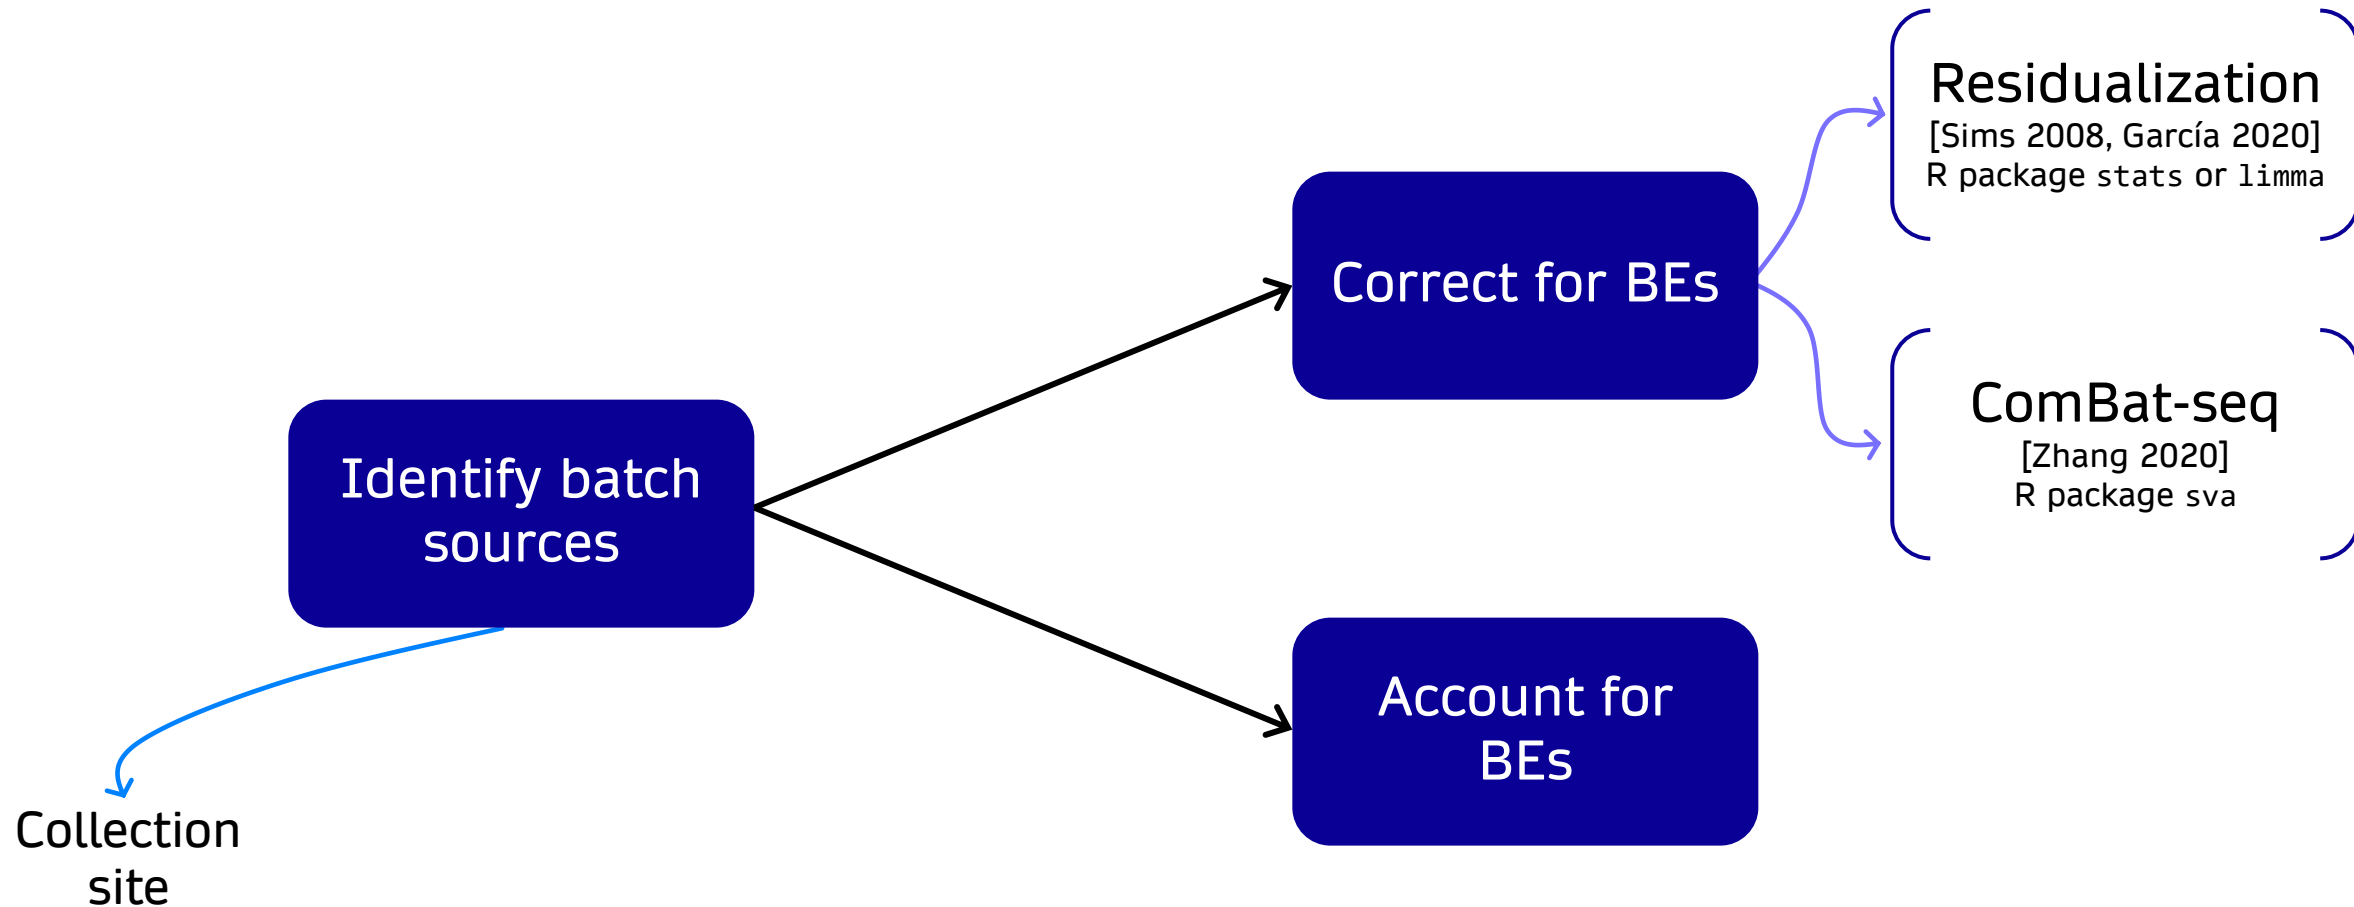 Residualization
[Sims 2008, García 2020]
R package stats or limma
Correct for BEs
ComBat-seq
[Zhang 2020]
R package sva
Identify batch
sources
Account for
BEs
Collection
site